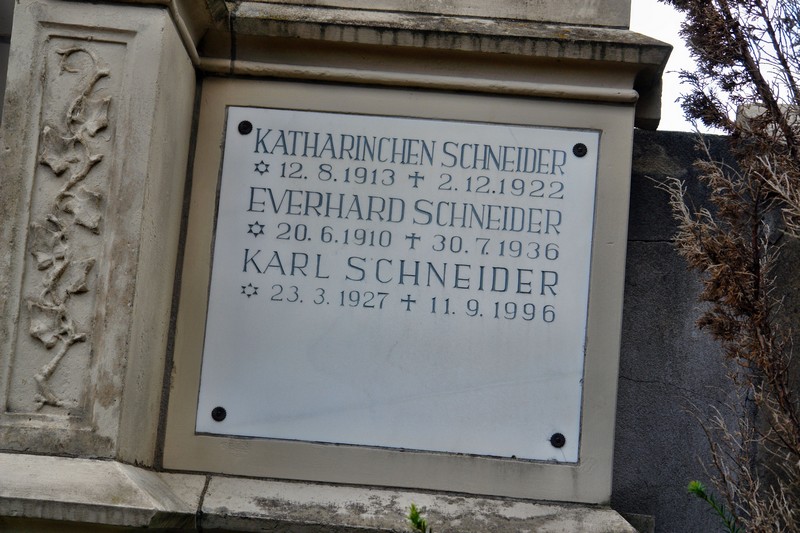 KATHARINCHEN SCHNEIDER
✡ 12. 8. 1913 ✝ 2. 12. 1922
EVERHARD SCHNEIDER
✡ 20. 6. 1910 ✝ 30. 7. 1936
KARL SCHNEIDER
✡ 23. 3. 1927 ✝ 11. 9. 1996